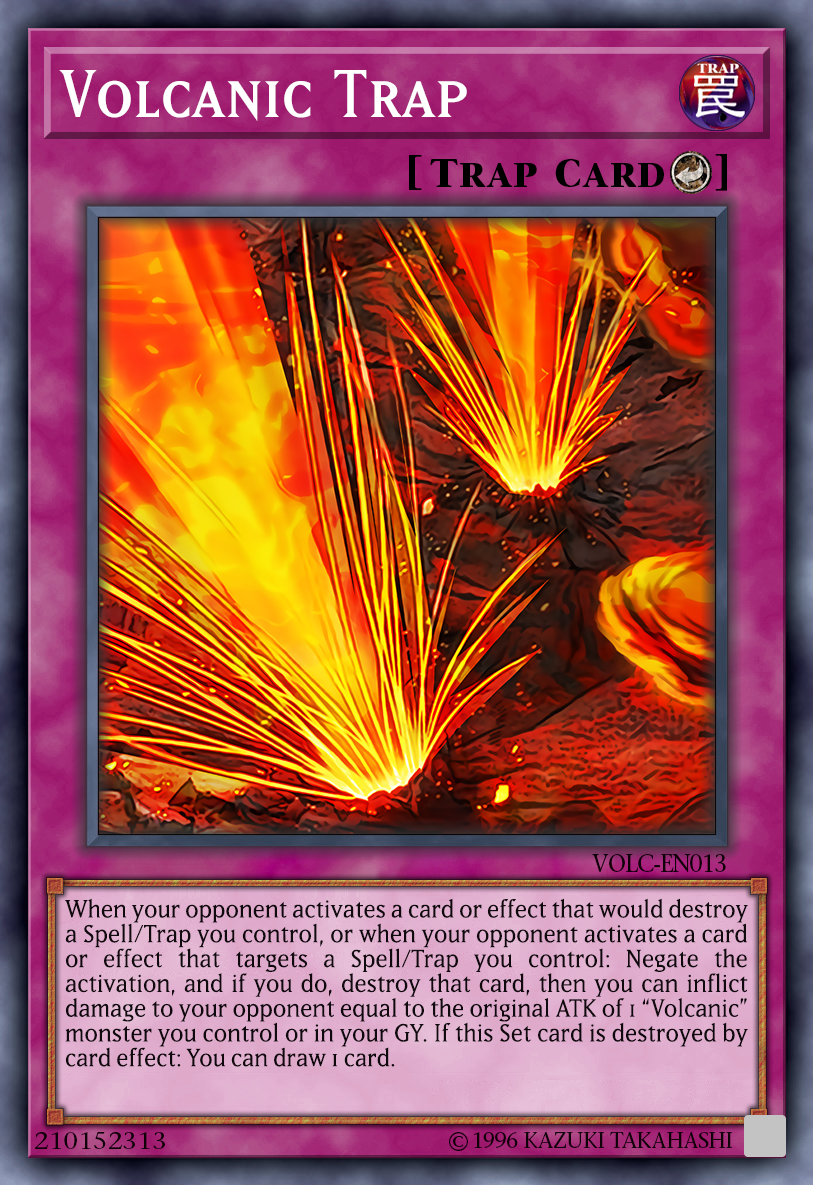 Volcanic Trap
TRAP
罠
[Trap Card]
VOLC-EN013
When your opponent activates a card or effect that would destroy
a Spell/Trap you control, or when your opponent activates a card
or effect that targets a Spell/Trap you control: Negate the
activation, and if you do, destroy that card, then you can inflict
damage to your opponent equal to the original ATK of 1 “Volcanic”
monster you control or in your GY. If this Set card is destroyed by
card effect: You can draw 1 card.
210152313
© 1996 KAZUKI TAKAHASHI